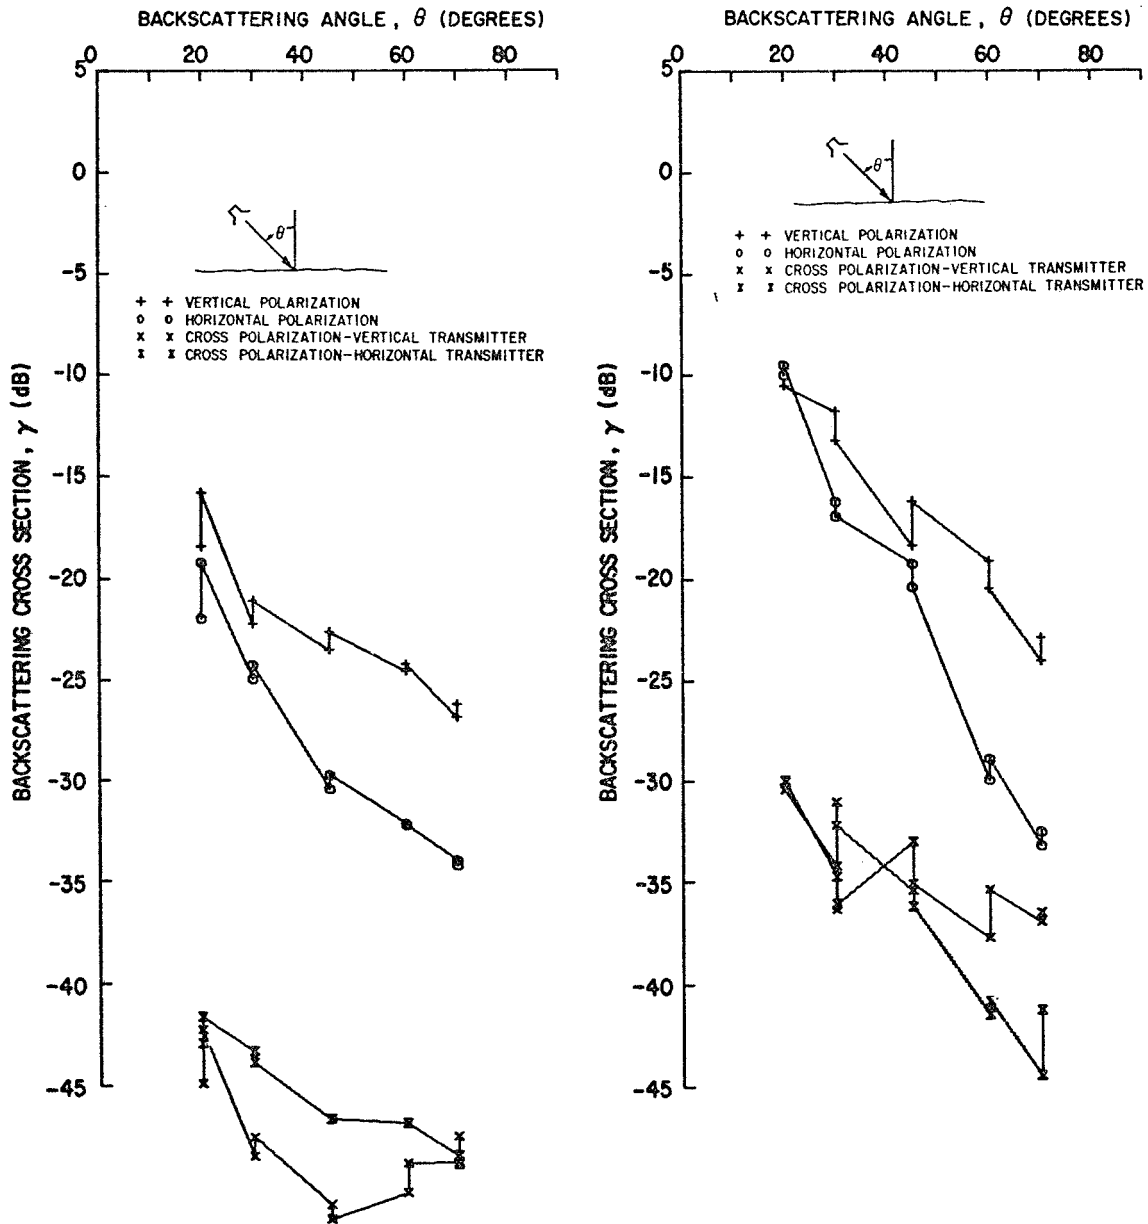 BACKSCATTERING ANGLE, θ (DEGREES)
0 20 40 60 80
5
0
-5
-10
-15
-20
-25
-30
-35
-40
-45
BACKSCATTERING CROSS SECTION, γ (dB)
θ
+ + VERTICAL POLARIZATION
o o HORIZONTAL POLARIZATION
x x CROSS POLARIZATION-VERTICAL TRANSMITTER
ɪ ɪ CROSS POLARIZATION-HORIZONTAL TRANSMITTER
BACKSCATTERING ANGLE, θ (DEGREES)
0 20 40 60 80
5
0
-5
-10
-15
-20
-25
-30
-35
-40
-45
BACKSCATTERING CROSS SECTION, γ (dB)
θ
+ + VERTICAL POLARIZATION
o o HORIZONTAL POLARIZATION
x x CROSS POLARIZATION-VERTICAL TRANSMITTER
ɪ ɪ CROSS POLARIZATION-HORIZONTAL TRANSMITTER